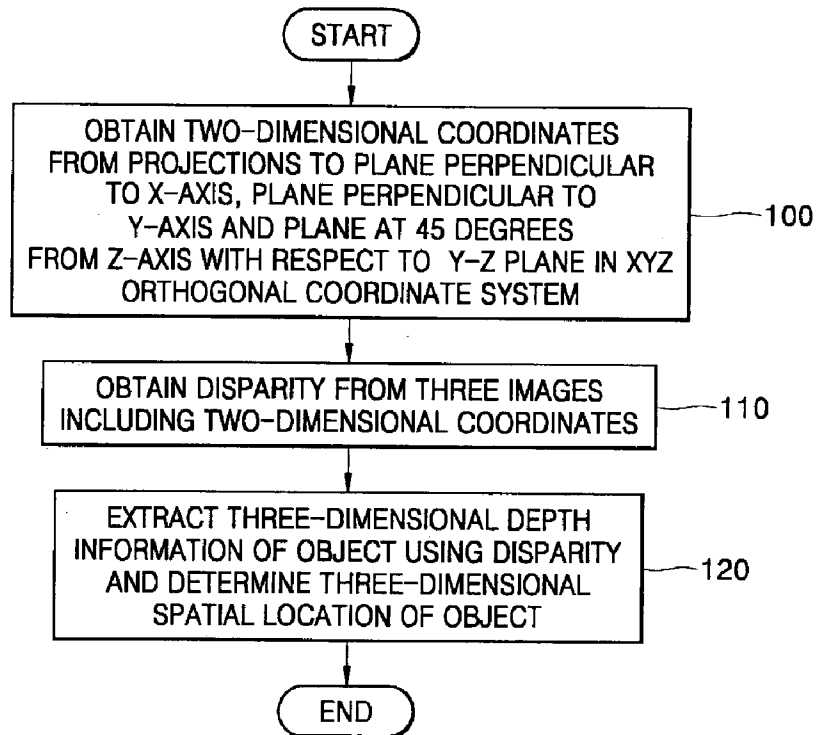 START
OBTAIN TWO-DIMENSIONAL COORDINATES
FROM PROJECTIONS TO PLANE PERPENDICULAR
TO X-AXIS, PLANE PERPENDICULAR TO
Y-AXIS AND PLANE AT 45 DEGREES
FROM Z-AXIS WITH RESPECT TO Y-Z PLANE IN XYZ
ORTHOGONAL COORDINATE SYSTEM
100
OBTAIN DISPARITY FROM THREE IMAGES
INCLUDING TWO-DIMENSIONAL COORDINATES
110
EXTRACT THREE-DIMENSIONAL DEPTH
INFORMATION OF OBJECT USING DISPARITY
AND DETERMINE THREE-DIMENSIONAL
SPATIAL LOCATION OF OBJECT
120
END